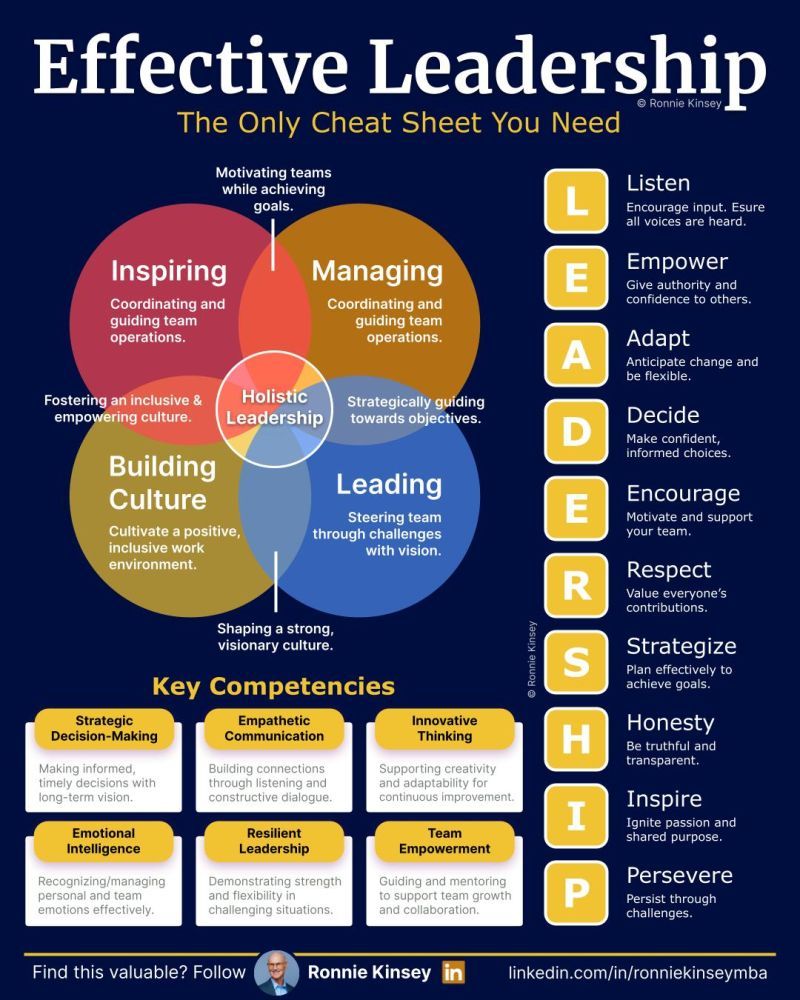 Effective Leadership
© Ronnie Kinsey
The Only Cheat Sheet You Need
Motivating teams
while achieving
goals.
Inspiring
Coordinating and
guiding team
operations.
Managing
Coordinating and
guiding team
operations.
Fostering an inclusive &
empowering culture.
Holistic
Leadership
Strategically guiding
towards objectives.
Building
Culture
Cultivate a positive,
inclusive work
environment.
Leading
Steering team
through challenges
with vision.
Shaping a strong,
visionary culture.
L
Listen
Encourage input. Esure
all voices are heard.
E
Empower
Give authority and
confidence to others.
A
Adapt
Anticipate change and
be flexible.
D
Decide
Make confident,
informed choices.
E
Encourage
Motivate and support
your team.
R
Respect
Value everyone’s
contributions.
S
Strategize
Plan effectively to
achieve goals.
H
Honesty
Be truthful and
transparent.
I
Inspire
Ignite passion and
shared purpose.
P
Persevere
Persist through
challenges.
© Ronnie Kinsey
Key Competencies
Strategic
Decision-Making
Making informed,
timely decisions with
long-term vision.
Empathetic
Communication
Building connections
through listening and
constructive dialogue.
Innovative
Thinking
Supporting creativity
and adaptability for
continuous improvement.
Emotional
Intelligence
Recognizing/managing
personal and team
emotions effectively.
Resilient
Leadership
Demonstrating strength
and flexibility in
challenging situations.
Team
Empowerment
Guiding and mentoring
to support team growth
and collaboration.
Find this valuable? Follow Ronnie Kinsey in linkedin.com/in/ronniekinseymba